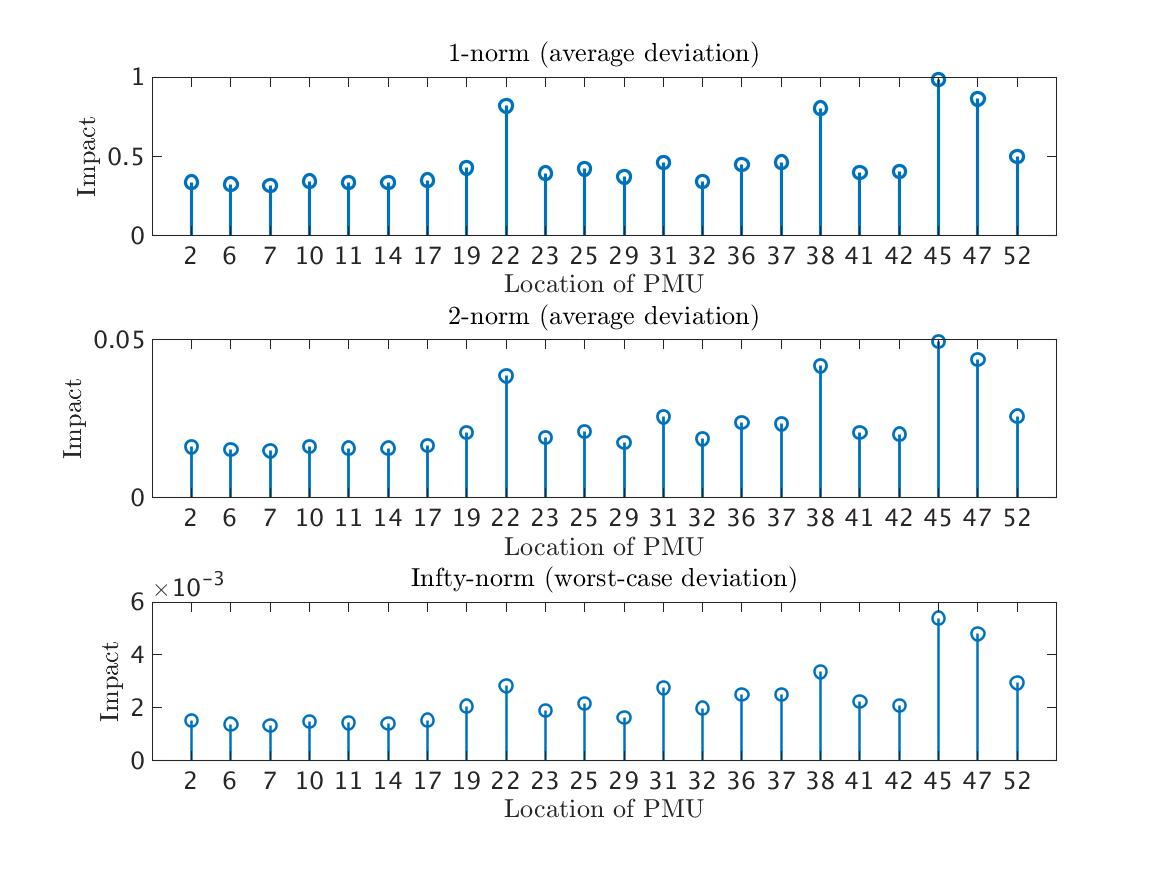 1-norm (average deviation)
1
0.5
0
Impact
2 6 7 10 11 14 17 19 22 23 25 29 31 32 36 37 38 41 42 45 47 52
Location of PMU
2-norm (average deviation)
0.05
0
Impact
2 6 7 10 11 14 17 19 22 23 25 29 31 32 36 37 38 41 42 45 47 52
Location of PMU
Infty-norm (worst-case deviation)
×10⁻³
6
4
2
0
Impact
2 6 7 10 11 14 17 19 22 23 25 29 31 32 36 37 38 41 42 45 47 52
Location of PMU